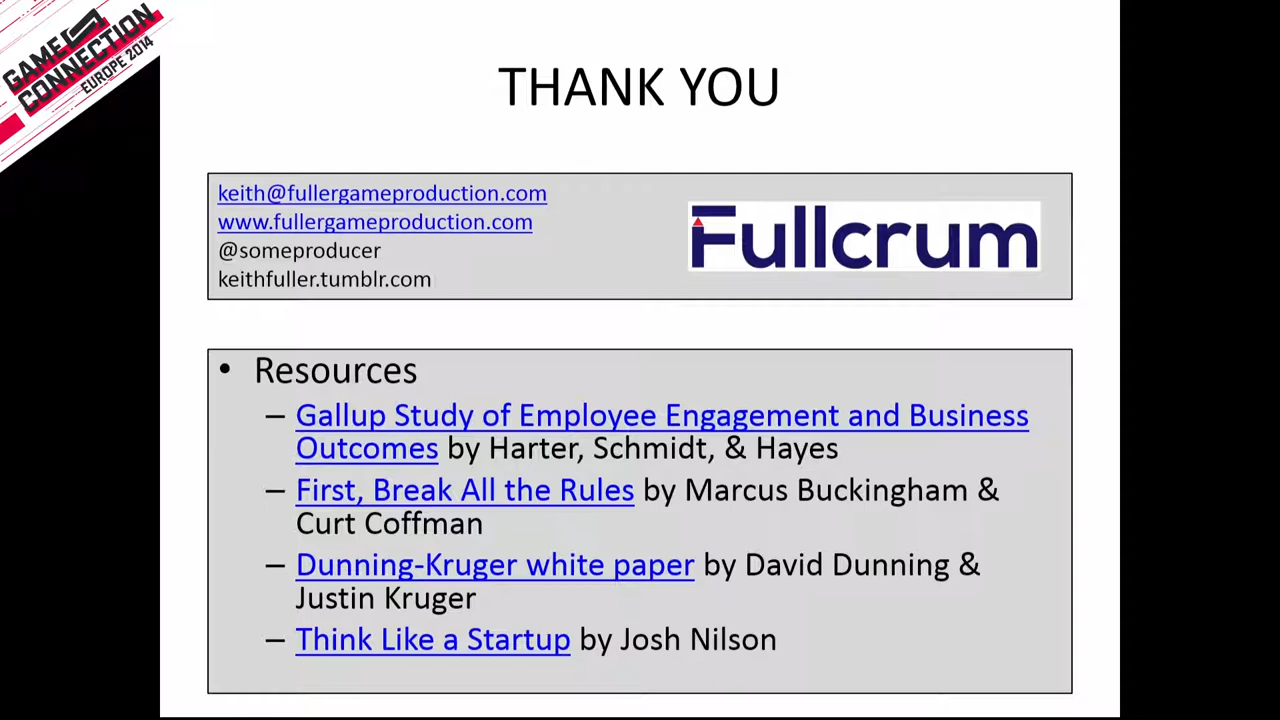 GAME
CONNECTION
EUROPE 2014
THANK YOU
keith@fullergameproduction.com
www.fullergameproduction.com
@someproducer
keithfuller.tumblr.com
Fullcrum
• Resources
– Gallup Study of Employee Engagement and Business
Outcomes by Harter, Schmidt, & Hayes
– First, Break All the Rules by Marcus Buckingham &
Curt Coffman
– Dunning-Kruger white paper by David Dunning &
Justin Kruger
– Think Like a Startup by Josh Nilson